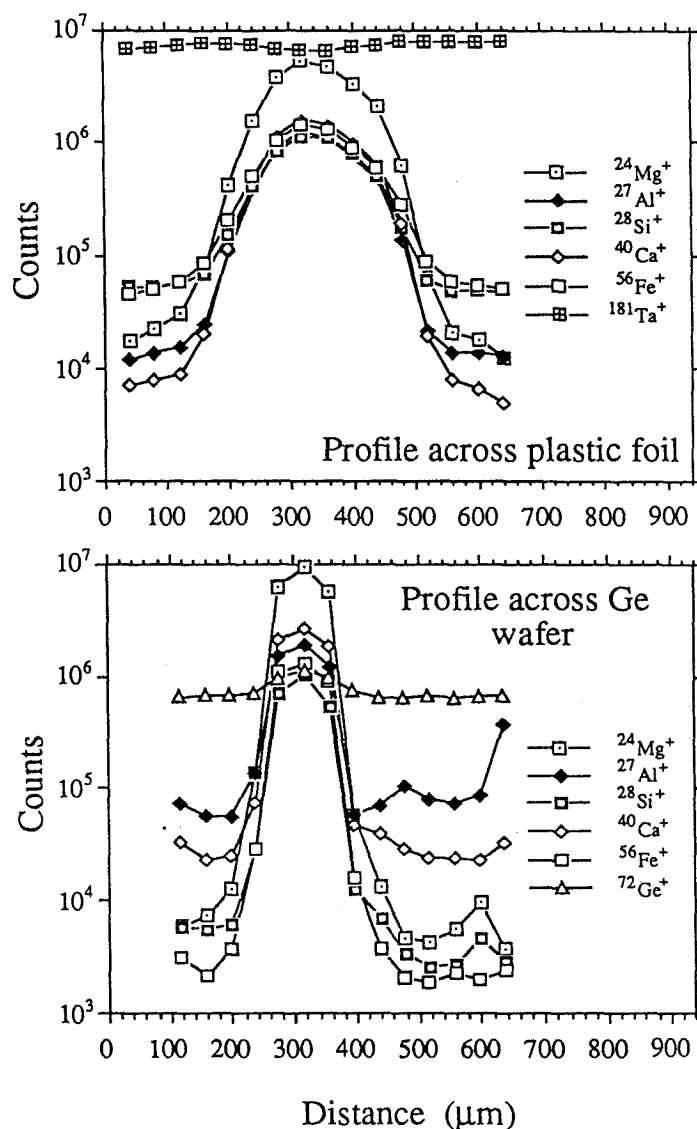 10⁷
10⁶
10⁵
10⁴
10³
Counts
²⁴Mg⁺
²⁷Al⁺
²⁸Si⁺
⁴⁰Ca⁺
⁵⁶Fe⁺
¹⁸¹Ta⁺
Profile across plastic foil
0 100 200 300 400 500 600 700 800 900
10⁷
10⁶
10⁵
10⁴
10³
Counts
Profile across Ge
wafer
²⁴Mg⁺
²⁷Al⁺
²⁸Si⁺
⁴⁰Ca⁺
⁵⁶Fe⁺
⁷²Ge⁺
0 100 200 300 400 500 600 700 800 900
Distance (µm)